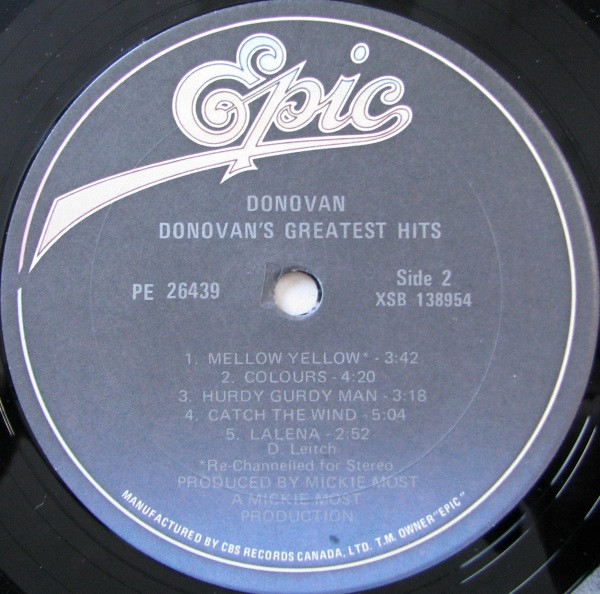 Epic
DONOVAN
DONOVAN'S GREATEST HITS
PE 26439
Side 2
XSB 138954
1. MELLOW YELLOW* - 3:42
2. COLOURS - 4:20
3. HURDY GURDY MAN - 3:18
4. CATCH THE WIND - 5:04
5. LALENA - 2:52
D. Leitch
*Re-Channelled for Stereo
PRODUCED BY MICKIE MOST
A MICKIE MOST
PRODUCTION
MANUFACTURED BY CBS RECORDS CANADA, LTD. T.M. OWNER "EPIC"